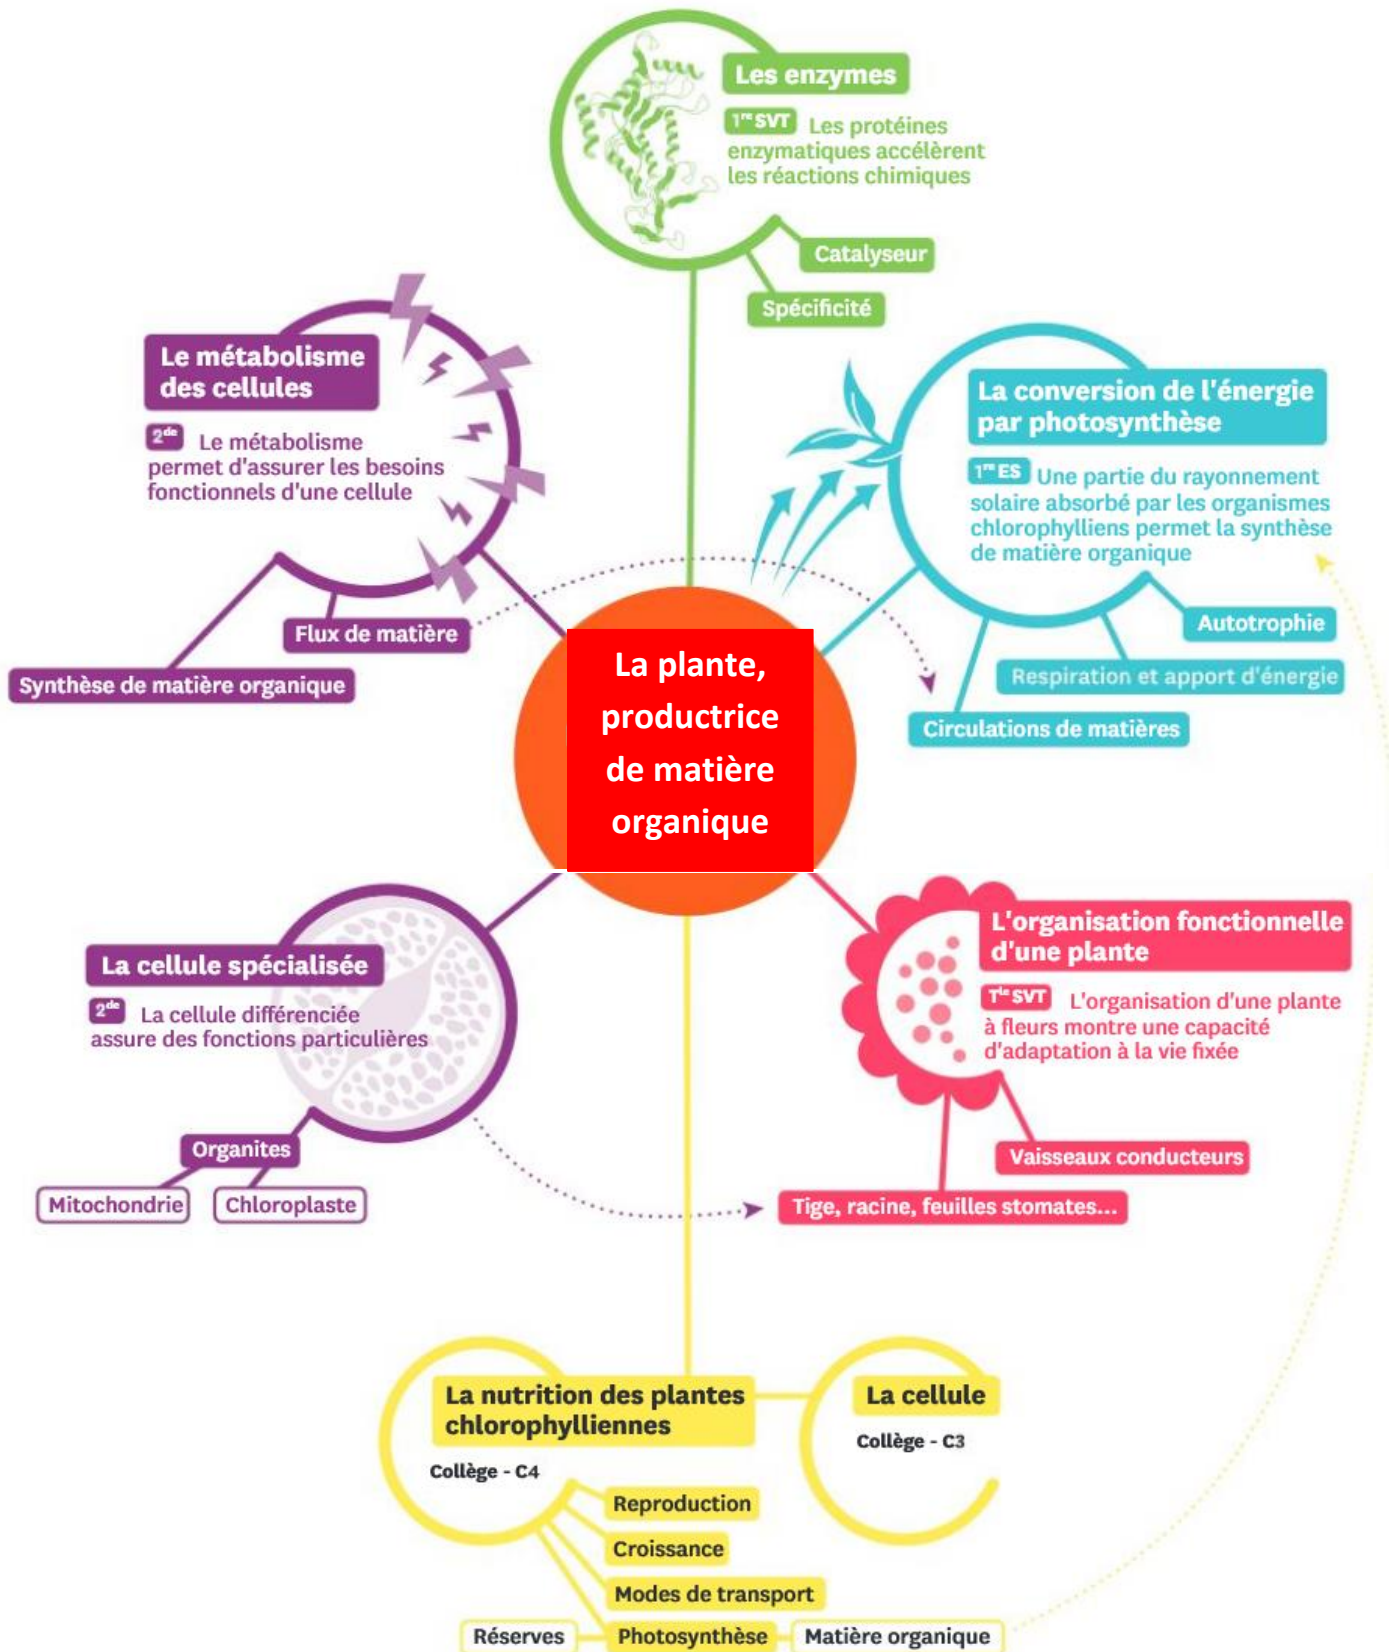 Les enzymes
1re SVT Les protéines
enzymatiques accélèrent
les réactions chimiques
Catalyseur
Spécificité
Le métabolisme
des cellules
2de Le métabolisme
permet d'assurer les besoins
fonctionnels d'une cellule
Flux de matière
Synthèse de matière organique
La conversion de l'énergie
par photosynthèse
1re ES Une partie du rayonnement
solaire absorbé par les organismes
chlorophylliens permet la synthèse
de matière organique
Autotrophie
Respiration et apport d'énergie
Circulations de matières
La plante,
productrice
de matière
organique
La cellule spécialisée
2de La cellule différenciée
assure des fonctions particulières
Organites
Mitochondrie
Chloroplaste
L'organisation fonctionnelle
d'une plante
Tle SVT L'organisation d'une plante
à fleurs montre une capacité
d'adaptation à la vie fixée
Vaisseaux conducteurs
Tige, racine, feuilles stomates...
La nutrition des plantes
chlorophylliennes
Collège - C4
Reproduction
Croissance
Modes de transport
Réserves
Photosynthèse
Matière organique
La cellule
Collège - C3